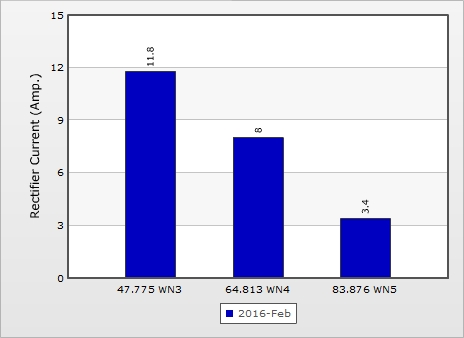 15
12
9
6
3
0
Rectifier Current (Amp.)
11.8
8
3.4
47.775 WN3
64.813 WN4
83.876 WN5
2016-Feb